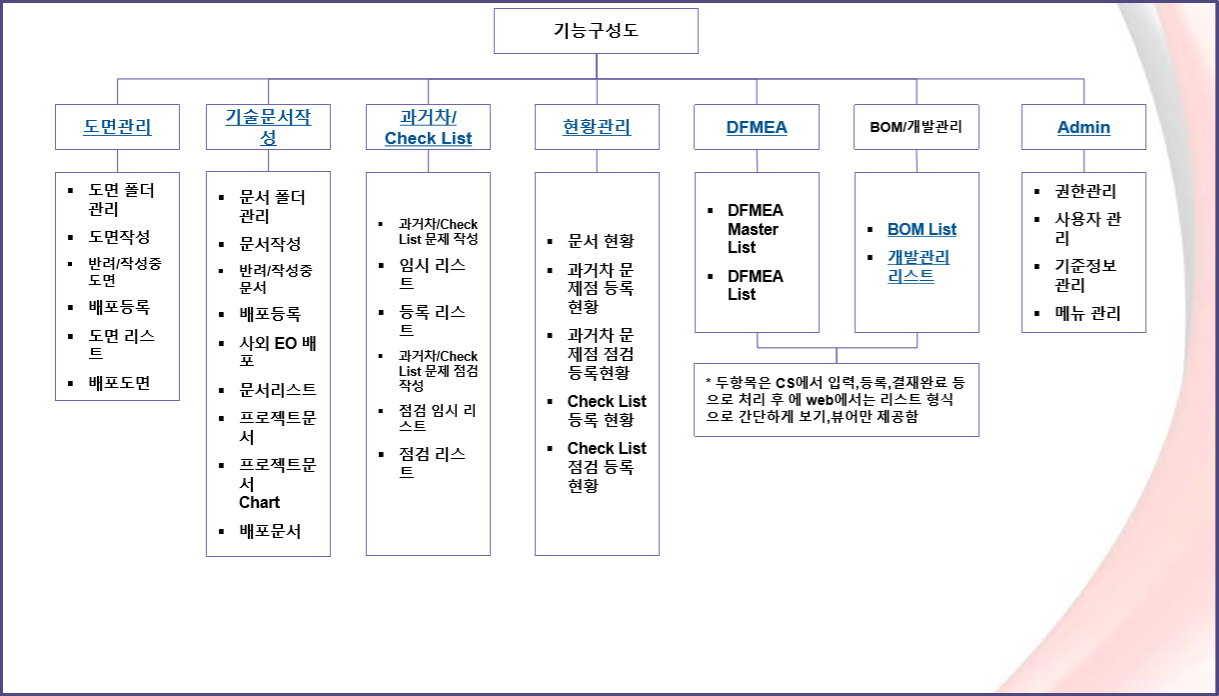 기능구성도
도면관리
기술문서작
성
과거차/
Check List
현황관리
DFMEA
BOM/개발관리
Admin
▪ 도면 폴더
관리
▪ 도면작성
▪ 반려/작성중
도면
▪ 배포등록
▪ 도면 리스
트
▪ 배포도면
▪ 문서 폴더
관리
▪ 문서작성
▪ 반려/작성중
문서
▪ 배포등록
▪ 사외 EO 배
포
▪ 문서리스트
▪ 프로젝트문
서
▪ 프로젝트문
서
Chart
▪ 배포문서
▪ 과거차/Check
List 문제 작성
▪ 임시 리스
트
▪ 등록 리스
트
▪ 과거차/Check
List 문제 점검
작성
▪ 점검 임시 리
스트
▪ 점검 리스
트
▪ 문서 현황
▪ 과거차 문
제점 등록
현황
▪ 과거차 문
제점 점검
등록현황
▪ Check List
등록 현황
▪ Check List
점검 등록
현황
▪ DFMEA
Master
List
▪ DFMEA
List
▪ BOM List
▪ 개발관리
리스트
▪ 권한관리
▪ 사용자 관
리
▪ 기준정보
관리
▪ 메뉴 관리
* 두항목은 CS에서 입력,등록,결재완료 등
으로 처리 후 에 web에서는 리스트 형식
으로 간단하게 보기,뷰어만 제공함